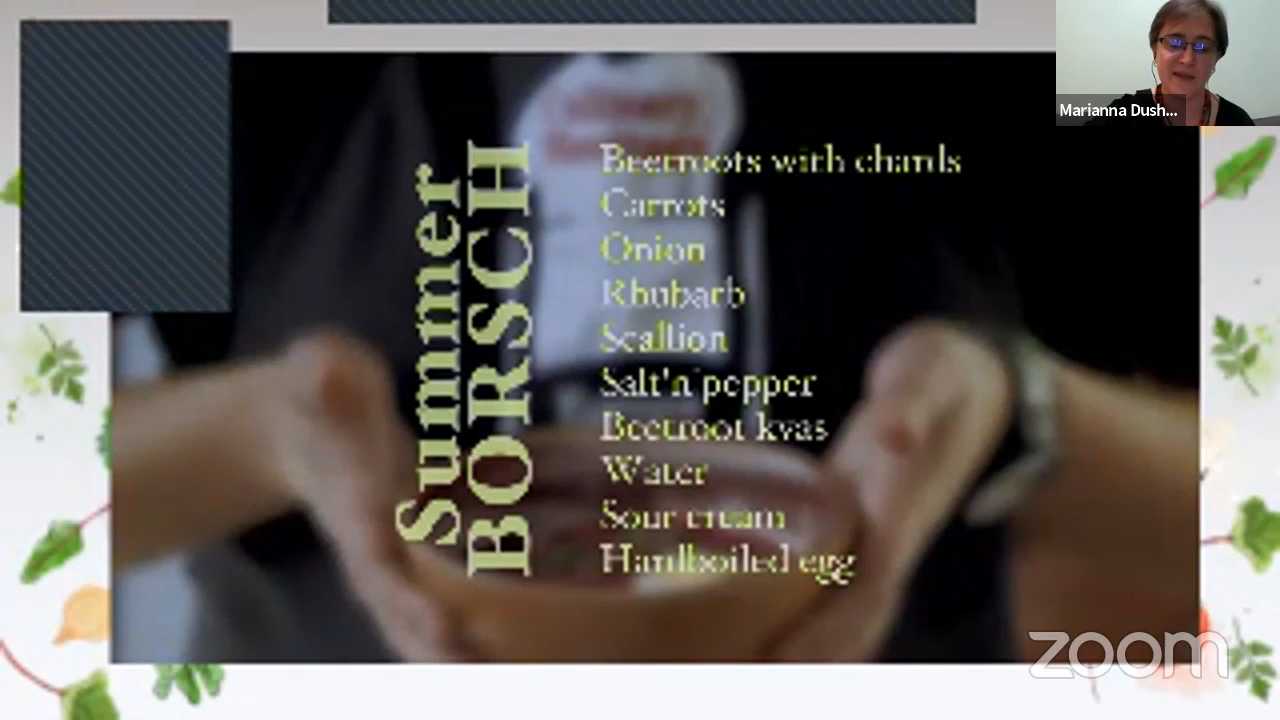 Marianna Dush...
Summer
BORSCH
Beetroots with chards
Carrots
Onion
Rhubarb
Scallion
Salt'n pepper
Beetroot kvas
Water
Sour cream
Hardboiled egg
zoom